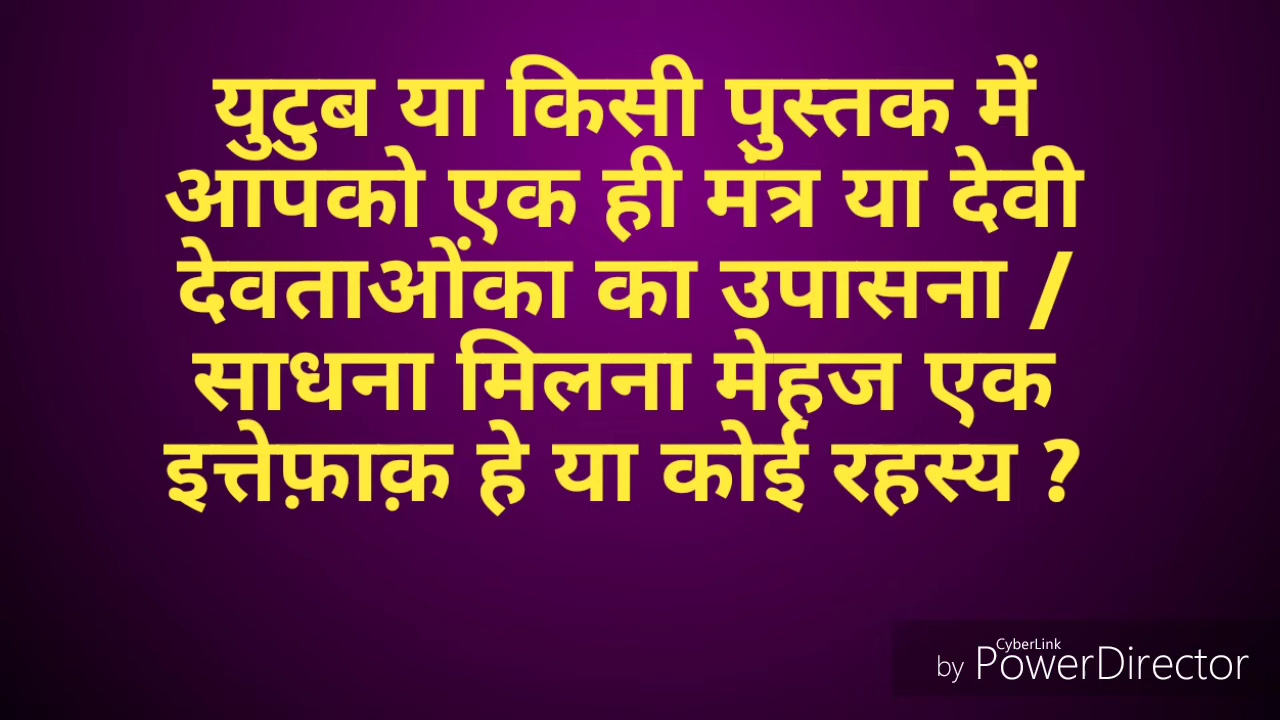 युटुब या किसी पुस्तक में
आपको एक ही मंत्र या देवी
देवताओंका का उपासना /
साधना मिलना मेहज एक
इत्तेफ़ाक़ हे या कोई रहस्य ?
CyberLink
by PowerDirector